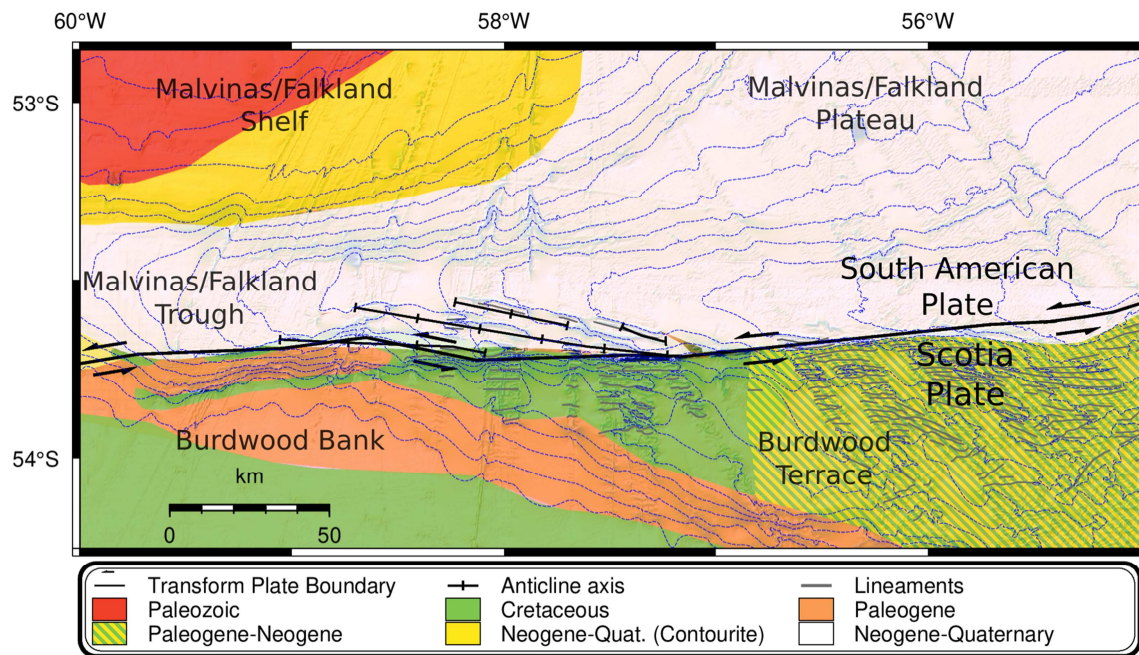 60°W 58°W 56°W
53°S
Malvinas/Falkland
Shelf
Malvinas/Falkland
Plateau
Malvinas/Falkland
Trough
South American
Plate
Scotia
Plate
Burdwood Bank
Burdwood
Terrace
54°S
km
0 50
Transform Plate Boundary Anticline axis Lineaments
Paleozoic Cretaceous Paleogene
Paleogene-Neogene Neogene-Quat. (Contourite) Neogene-Quaternary